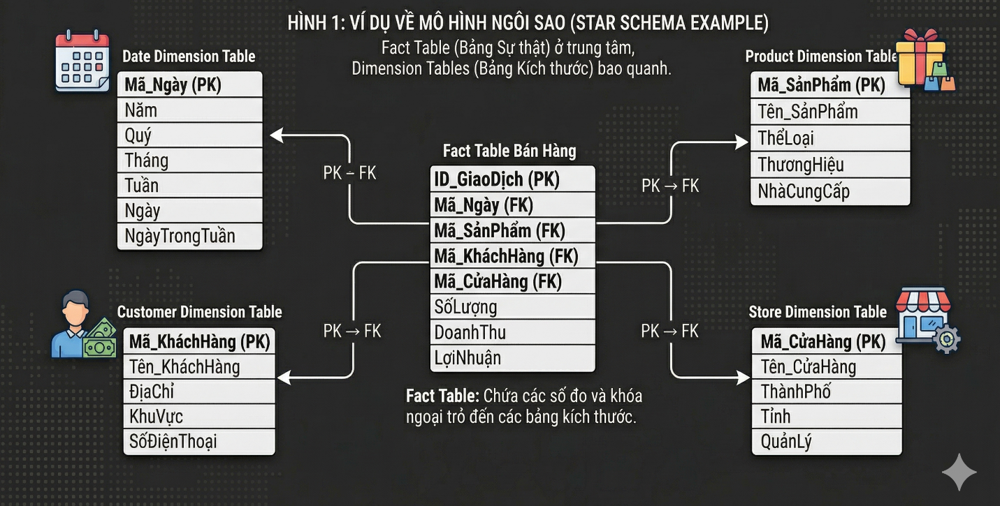 HÌNH 1: VÍ DỤ VỀ MÔ HÌNH NGÔI SAO (STAR SCHEMA EXAMPLE)
Fact Table (Bảng Sự thật) ở trung tâm,
Dimension Tables (Bảng Kích thước) bao quanh.
Date Dimension Table
Mã_Ngày (PK)
Năm
Quý
Tháng
Tuần
Ngày
NgàyTrongTuần
Product Dimension Table
Mã_SảnPhẩm (PK)
Tên_SảnPhẩm
ThểLoại
ThươngHiệu
NhàCungCấp
PK – FK
PK → FK
Fact Table Bán Hàng
ID_GiaoDịch (PK)
Mã_Ngày (FK)
Mã_SảnPhẩm (FK)
Mã_KháchHàng (FK)
Mã_CửaHàng (FK)
SốLượng
DoanhThu
LợiNhuận
Customer Dimension Table
Mã_KháchHàng (PK)
Tên_KháchHàng
ĐịaChỉ
KhuVực
SốĐiệnThoại
PK → FK
PK → FK
Store Dimension Table
Mã_CửaHàng (PK)
Tên_CửaHàng
ThànhPhố
Tỉnh
QuảnLý
Fact Table: Chứa các số đo và khóa
ngoại trỏ đến các bảng kích thước.